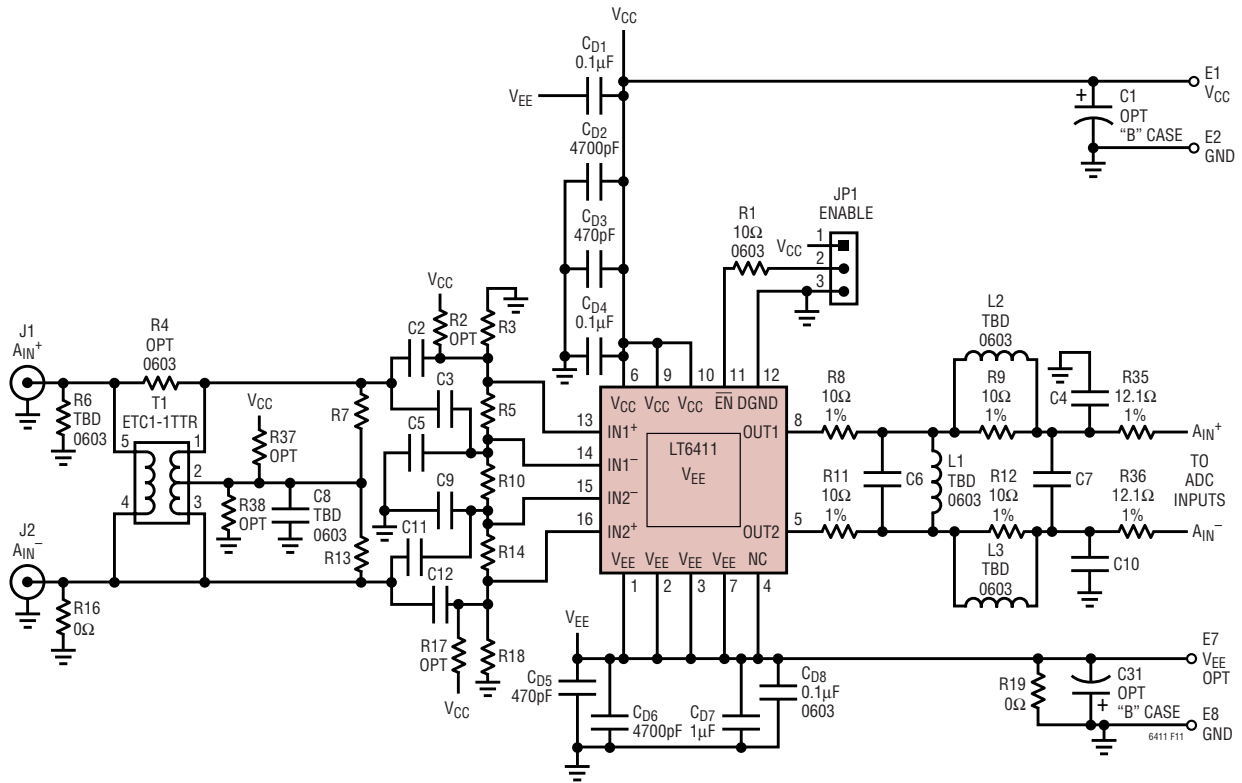 VCC
CD1
0.1µF
VEE
CD2
4700pF
CD3
470pF
CD4
0.1µF
E1
VCC
+
C1
OPT
"B" CASE
E2
GND
JP1
ENABLE
R1
10Ω
0603
VCC
1
2
3
J1
AIN+
R4
OPT
0603
R6
TBD
0603
T1
ETC1-1TTR
5
4
1
2
3
VCC
R37
OPT
R38
OPT
C8
TBD
0603
R7
R13
J2
AIN–
R16
0Ω
VCC
R2
OPT
R3
C2
C3
C5
C9
C11
C12
R5
R10
R14
R17
OPT
VCC
R18
6
9
10
11
12
VCC
VCC
VCC
EN
DGND
13
IN1+
14
IN1–
15
IN2–
16
IN2+
LT6411
VEE
OUT1
8
OUT2
5
VEE
VEE
VEE
VEE
NC
1
2
3
7
4
R8
10Ω
1%
R11
10Ω
1%
C6
L1
TBD
0603
L2
TBD
0603
R9
10Ω
1%
R12
10Ω
1%
L3
TBD
0603
C4
C7
C10
R35
12.1Ω
1%
R36
12.1Ω
1%
AIN+
TO
ADC
INPUTS
AIN–
VEE
CD5
470pF
CD6
4700pF
CD7
1µF
CD8
0.1µF
0603
R19
0Ω
C31
OPT
+
"B" CASE
E7
VEE
OPT
E8
GND
6411 F11